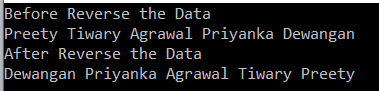 Before Reverse the Data
Preety Tiwary Agrawal Priyanka Dewangan
After Reverse the Data
Dewangan Priyanka Agrawal Tiwary Preety